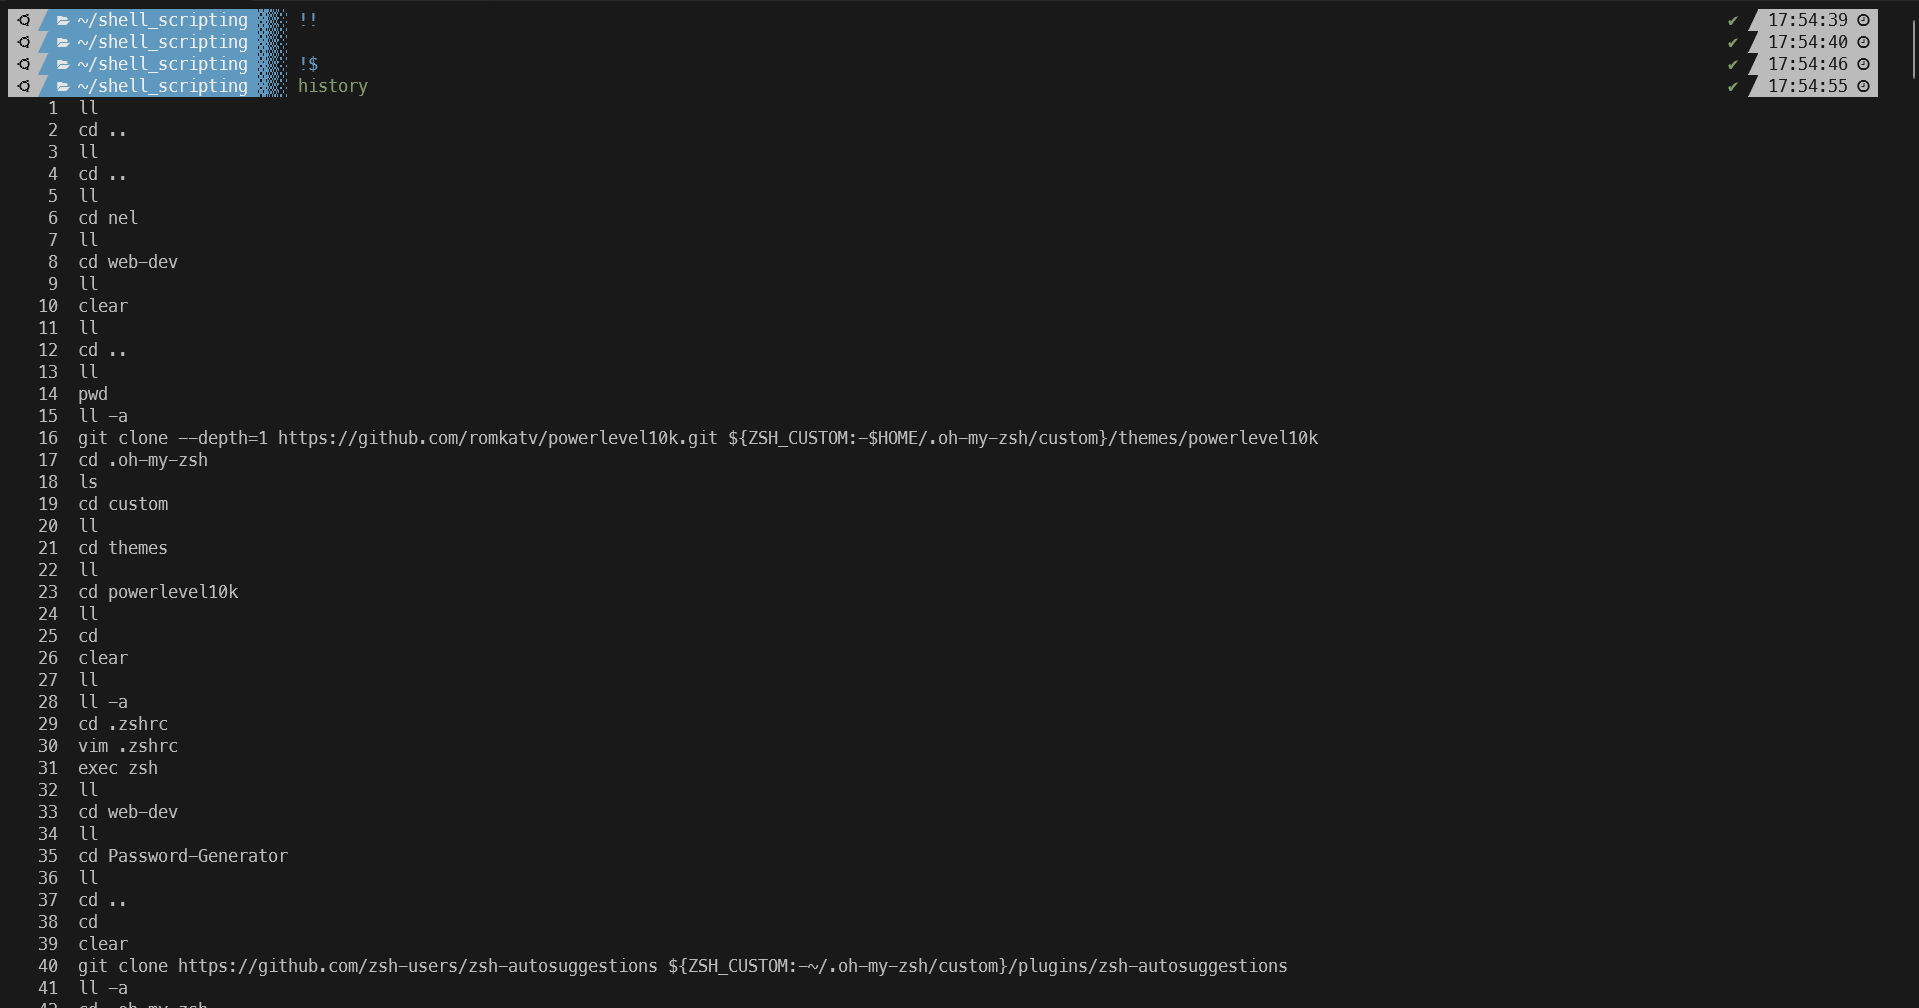 ~/shell_scripting !! ✔ 17:54:39
~/shell_scripting ✔ 17:54:40
~/shell_scripting !$ ✔ 17:54:46
~/shell_scripting history ✔ 17:54:55
1 ll
2 cd ..
3 ll
4 cd ..
5 ll
6 cd nel
7 ll
8 cd web-dev
9 ll
10 clear
11 ll
12 cd ..
13 ll
14 pwd
15 ll -a
16 git clone --depth=1 https://github.com/romkatv/powerlevel10k.git ${ZSH_CUSTOM:-$HOME/.oh-my-zsh/custom}/themes/powerlevel10k
17 cd .oh-my-zsh
18 ls
19 cd custom
20 ll
21 cd themes
22 ll
23 cd powerlevel10k
24 ll
25 cd
26 clear
27 ll
28 ll -a
29 cd .zshrc
30 vim .zshrc
31 exec zsh
32 ll
33 cd web-dev
34 ll
35 cd Password-Generator
36 ll
37 cd ..
38 cd
39 clear
40 git clone https://github.com/zsh-users/zsh-autosuggestions ${ZSH_CUSTOM:-~/.oh-my-zsh/custom}/plugins/zsh-autosuggestions
41 ll -a
42 cd .oh-my-zsh